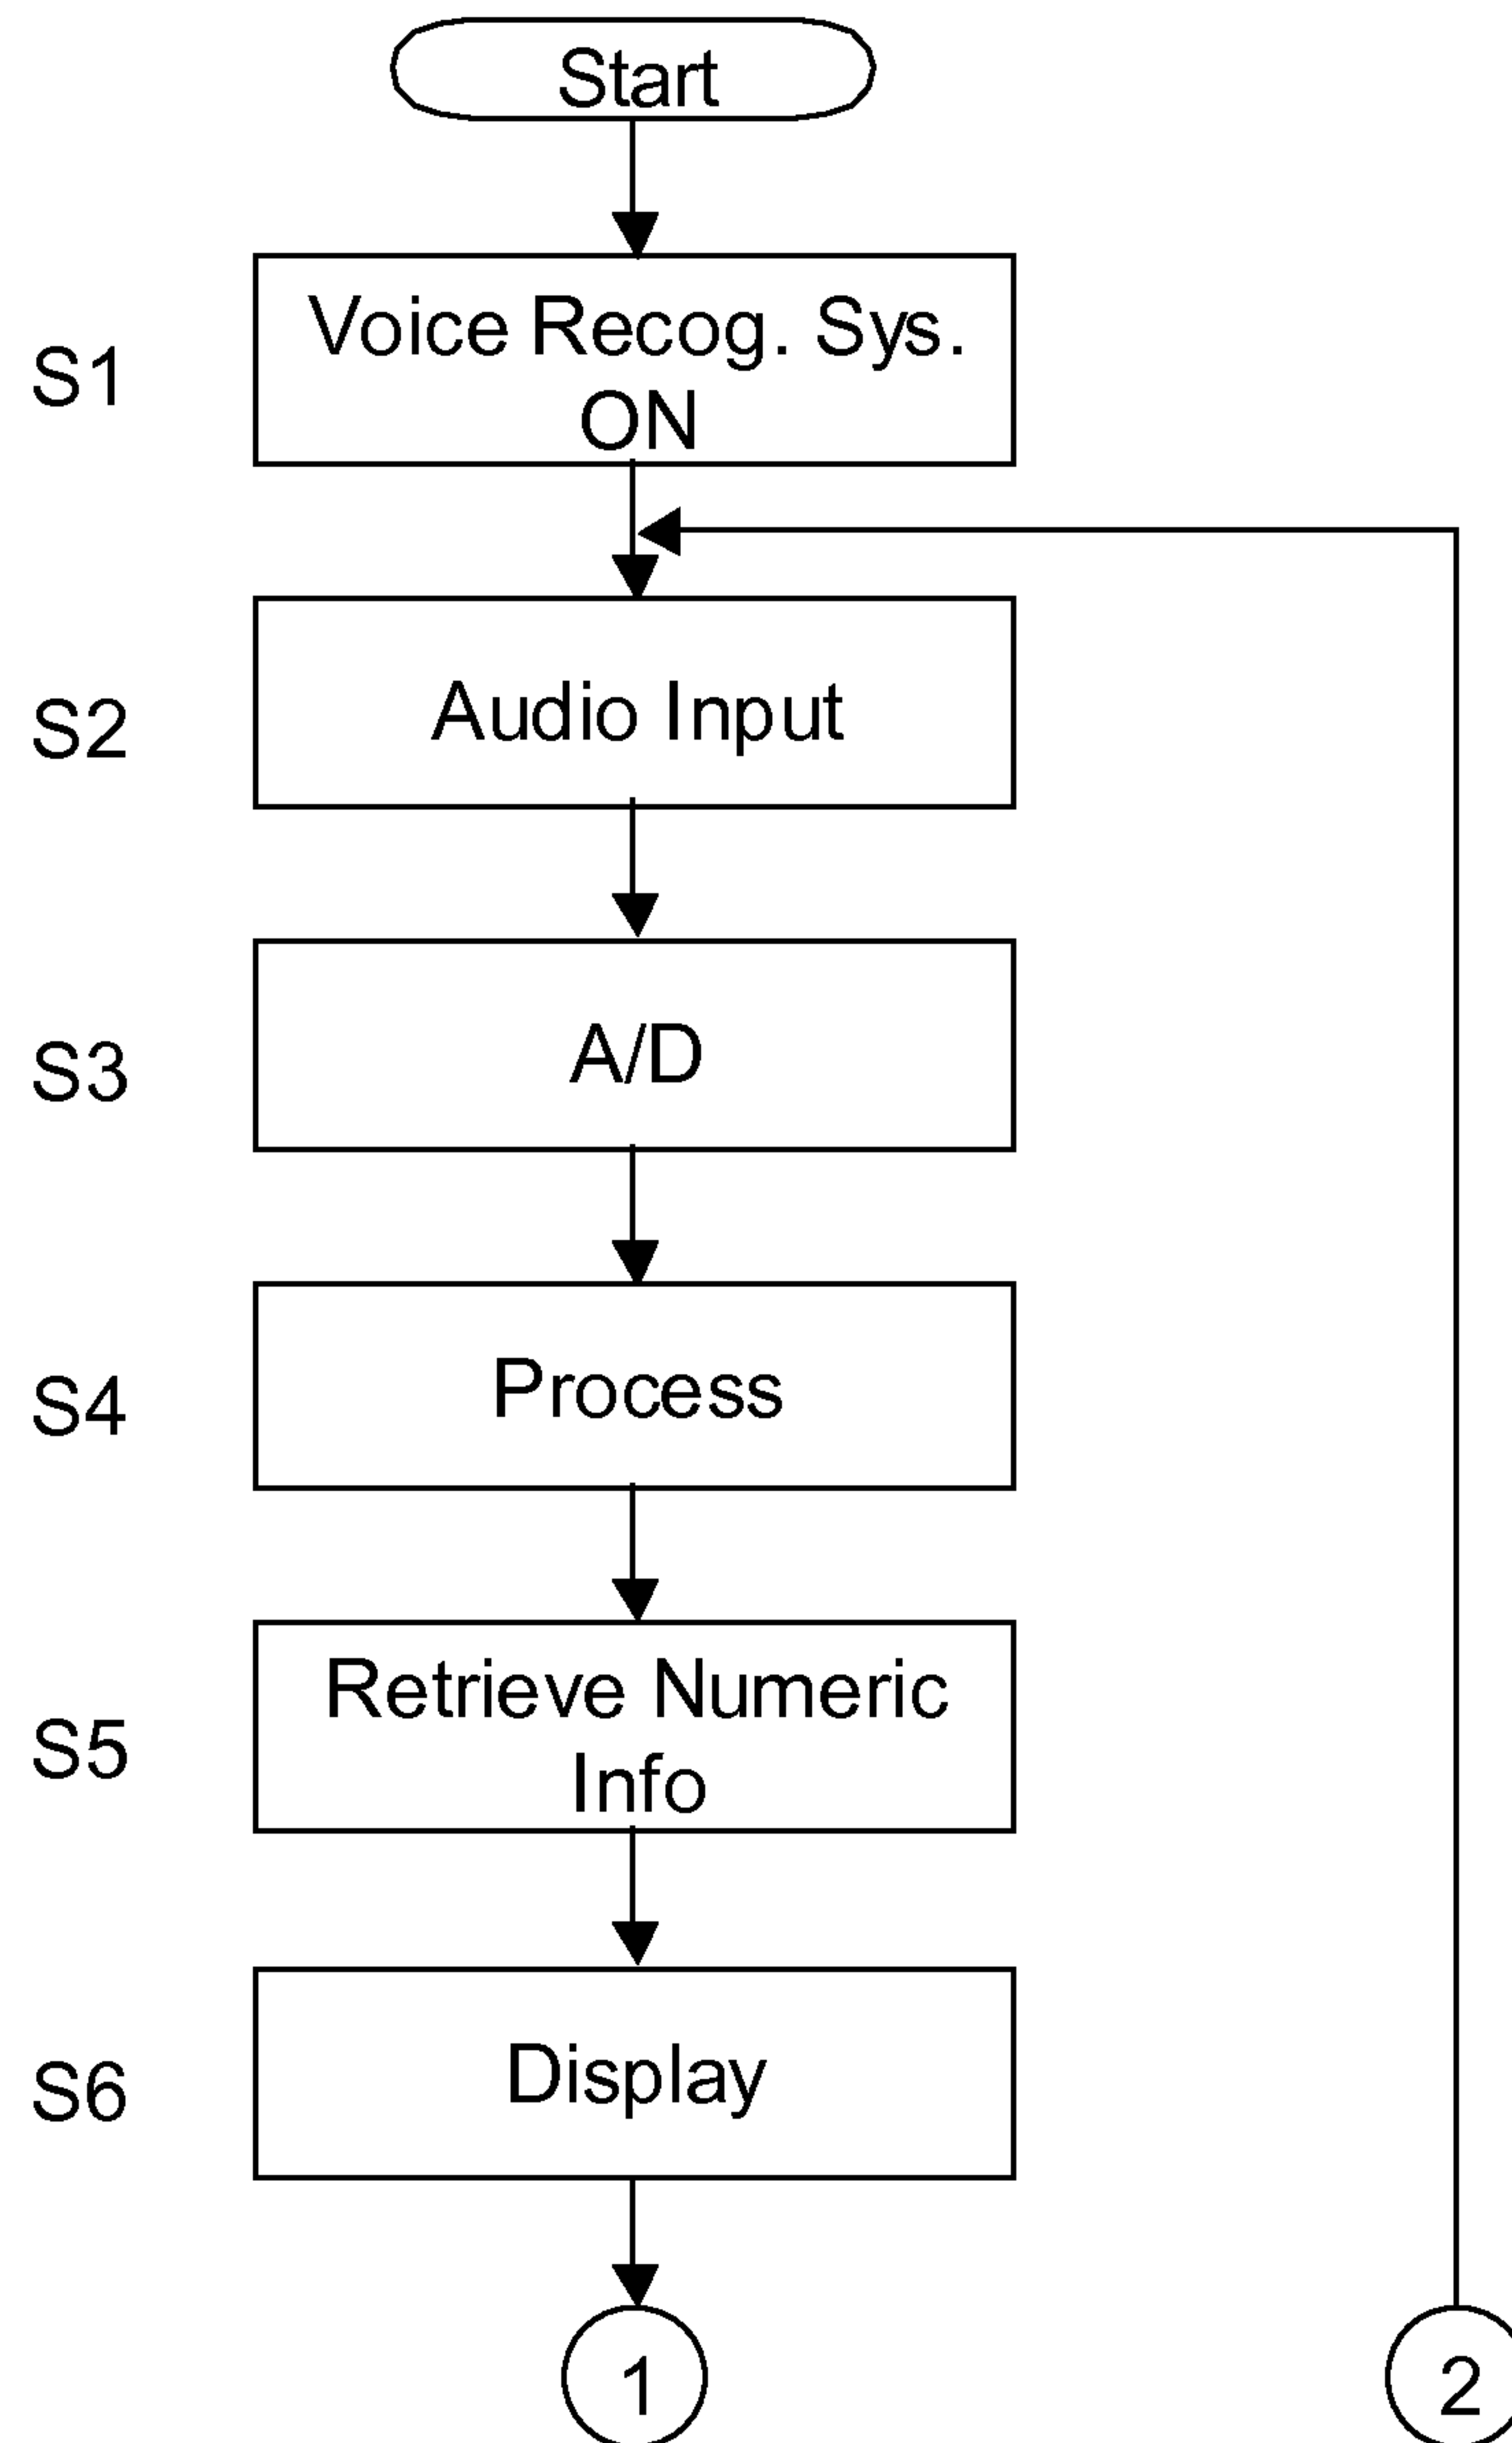 Start
S1
Voice Recog. Sys.
ON
S2
Audio Input
S3
A/D
S4
Process
S5
Retrieve Numeric
Info
S6
Display
1
2